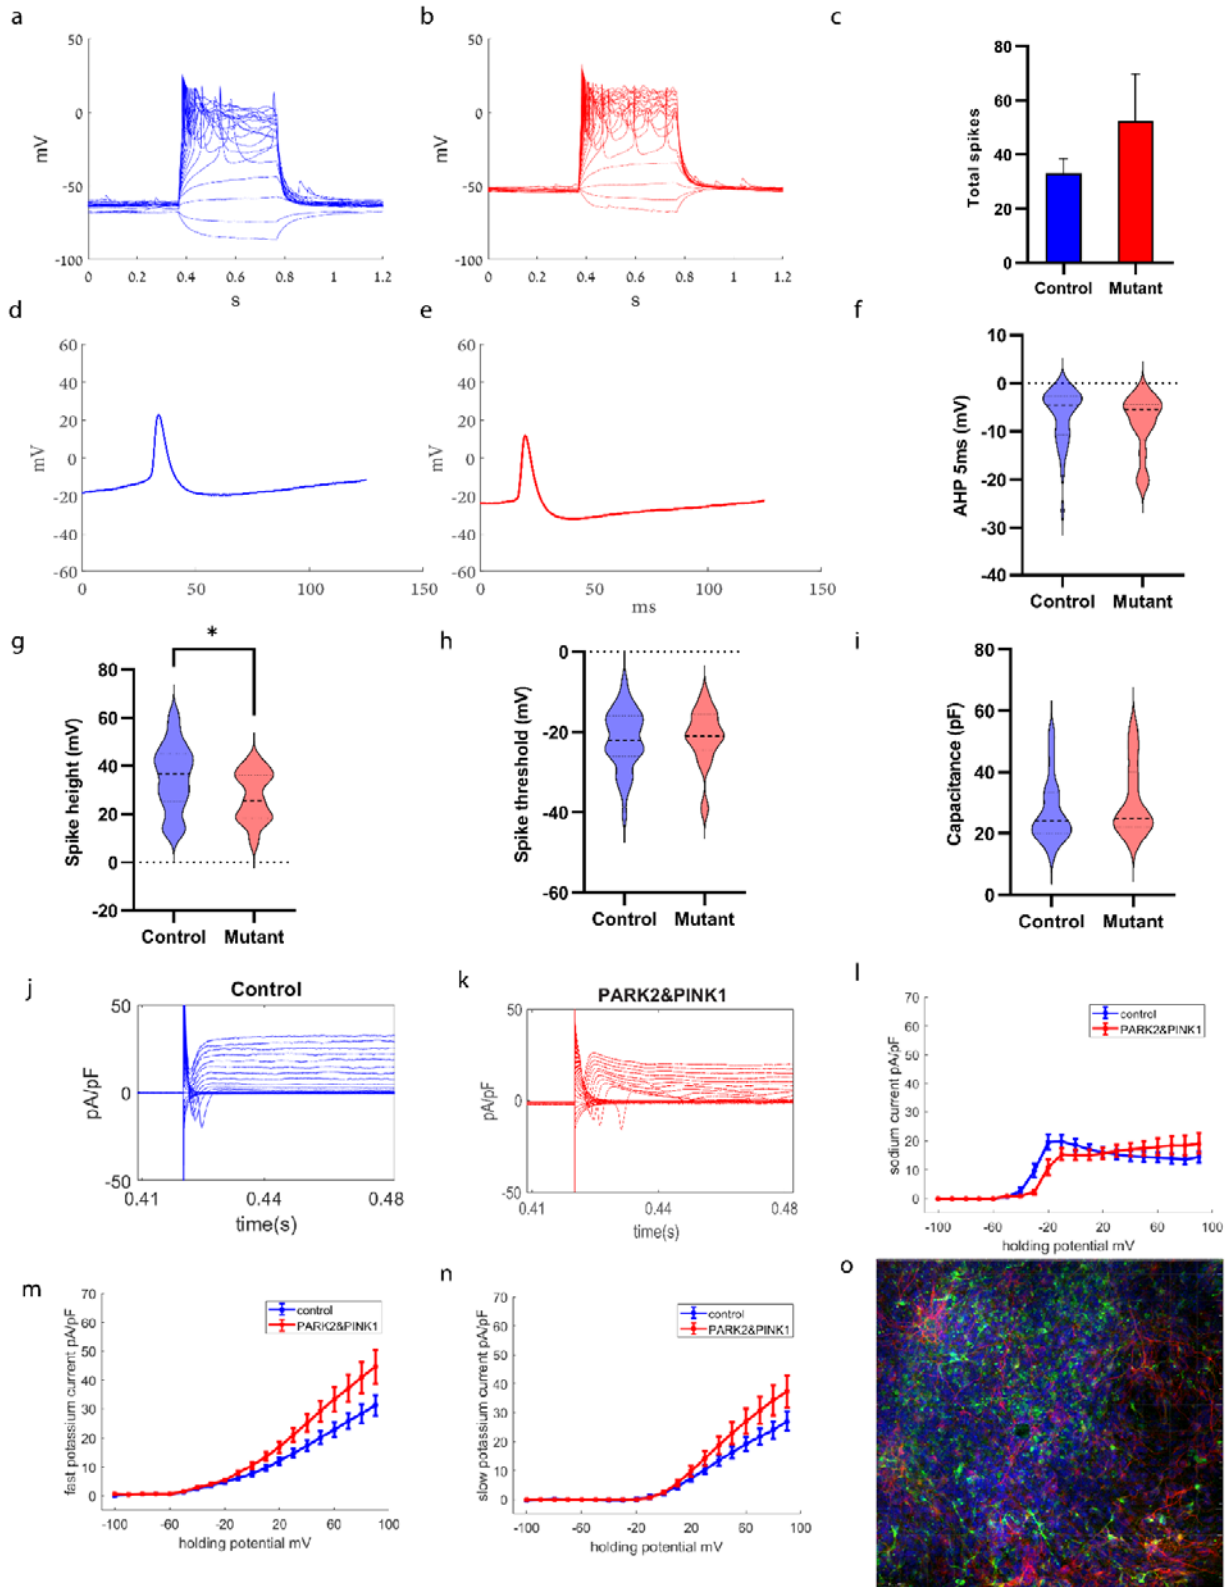 a
50
0
-50
-100
mV
0 0.2 0.4 0.6 0.8 1 1.2
s
b
50
0
-50
-100
mV
0 0.2 0.4 0.6 0.8 1 1.2
s
c
80
60
40
20
0
Total spikes
Control Mutant
d
60
40
20
0
-20
-40
-60
mV
0 50 100 150
e
60
40
20
0
-20
-40
-60
mV
0 50 100 150
ms
f
10
0
-10
-20
-30
-40
AHP 5ms (mV)
Control Mutant
g
*
80
60
40
20
0
-20
Spike height (mV)
Control Mutant
h
0
-20
-40
-60
Spike threshold (mV)
Control Mutant
i
80
60
40
20
0
Capacitance (pF)
Control Mutant
j
Control
50
0
-50
pA/pF
0.41 0.44 0.48
time(s)
k
PARK2&PINK1
50
0
-50
pA/pF
0.41 0.44 0.48
time(s)
l
70
60
50
40
30
20
10
0
sodium current pA/pF
control
PARK2&PINK1
-100 -60 -20 20 60 100
holding potential mV
m
70
60
50
40
30
20
10
0
fast potassium current pA/pF
control
PARK2&PINK1
-100 -60 -20 20 60 100
holding potential mV
n
70
60
50
40
30
20
10
0
slow potassium current pA/pF
control
PARK2&PINK1
-100 -60 -20 20 60 100
holding potential mV
o